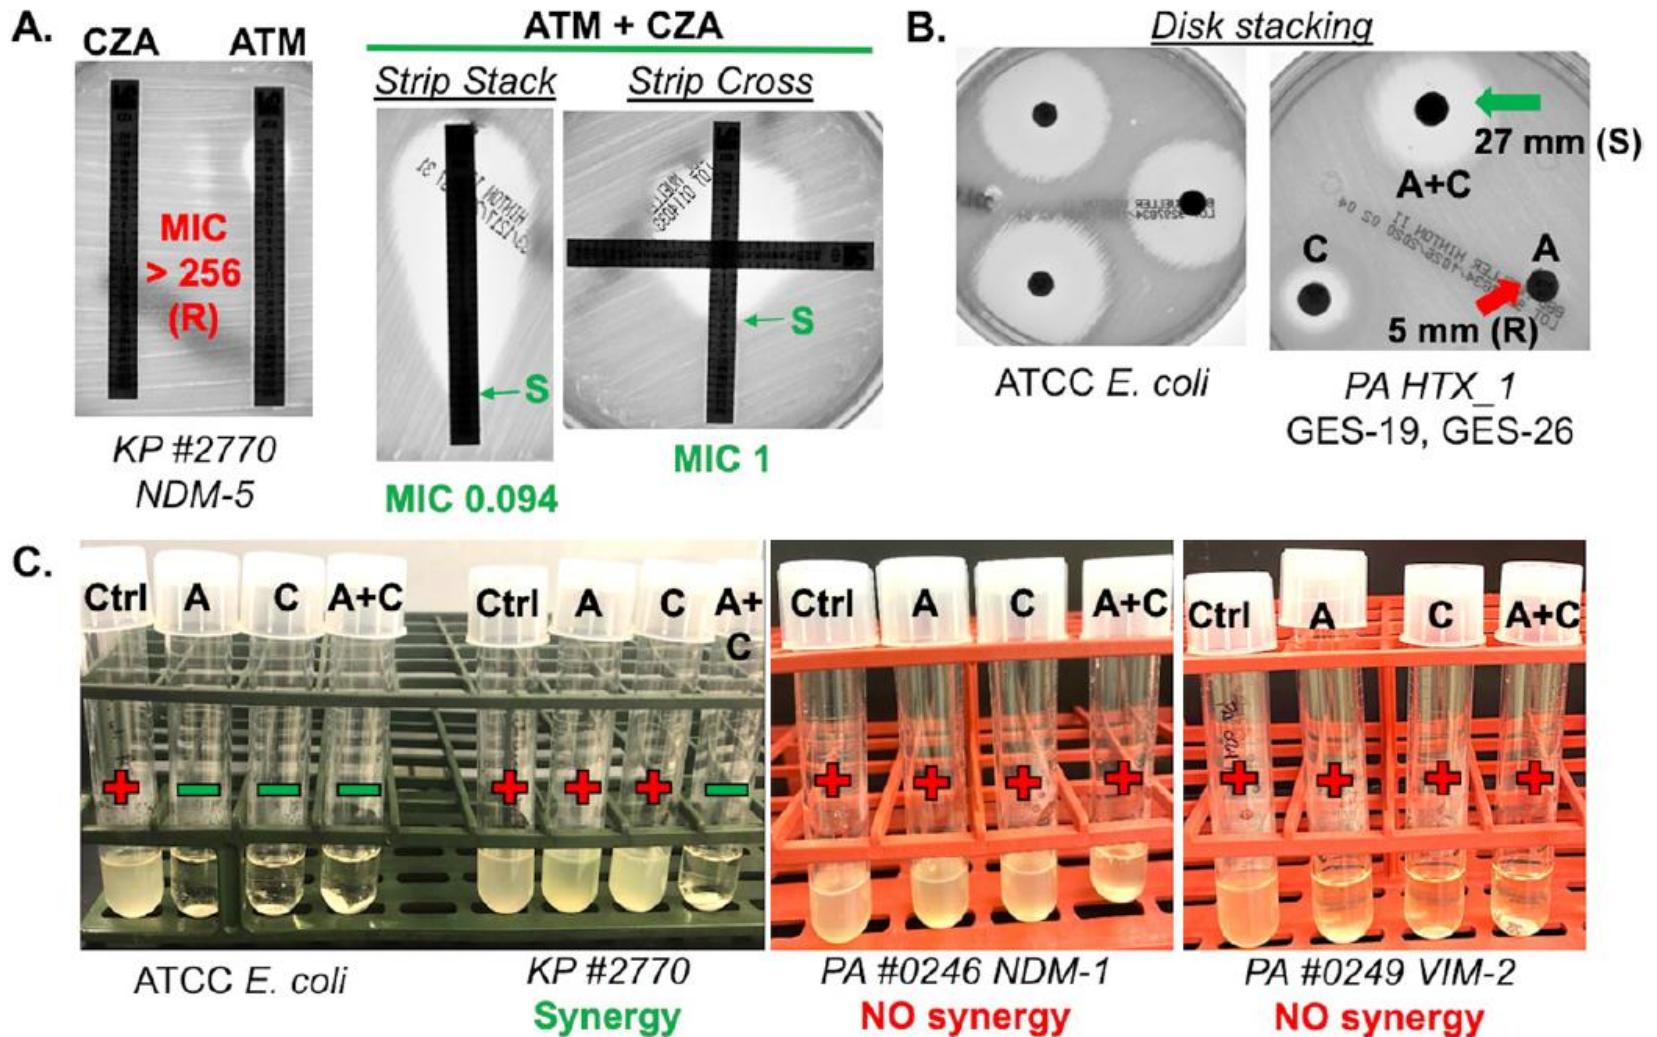 A.
CZA ATM
MIC
> 256
(R)
KP #2770
NDM-5
ATM + CZA
Strip Stack
Strip Cross
S
S
MIC 0.094
MIC 1
B.
Disk stacking
27 mm (S)
A+C
C
A
5 mm (R)
ATCC E. coli
PA HTX_1
GES-19, GES-26
C.
Ctrl A C A+C
Ctrl A C A+
C
Ctrl A C A+C
Ctrl A C A+C
+ − − −
+ + + −
+ + + +
+ + + +
ATCC E. coli
KP #2770
Synergy
PA #0246 NDM-1
NO synergy
PA #0249 VIM-2
NO synergy